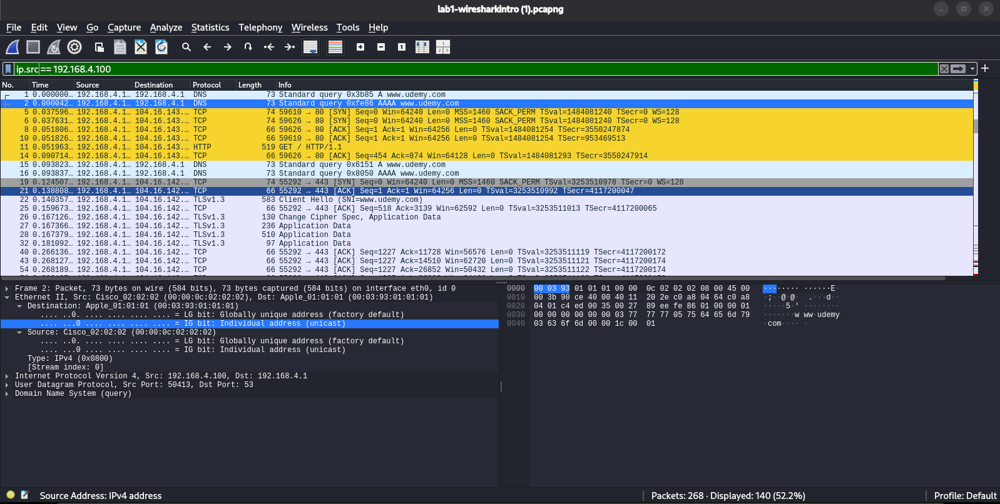 lab1-wiresharkintro (1).pcapng
File Edit View Go Capture Analyze Statistics Telephony Wireless Tools Help
ip.src == 192.168.4.100
No. Time Source Destination Protocol Length Info
1 0.000000… 192.168.4.1… 192.168.4.1 DNS 73 Standard query 0x3b85 A www.udemy.com
2 0.000042… 192.168.4.1… 192.168.4.1 DNS 73 Standard query 0xfe86 AAAA www.udemy.com
5 0.037596… 192.168.4.1… 104.16.143.… TCP 74 59610 → 80 [SYN] Seq=0 Win=64240 Len=0 MSS=1460 SACK_PERM TSval=1484081240 TSecr=0 WS=128
6 0.037631… 192.168.4.1… 104.16.143.… TCP 74 59626 → 80 [SYN] Seq=0 Win=64240 Len=0 MSS=1460 SACK_PERM TSval=1484081240 TSecr=0 WS=128
8 0.051806… 192.168.4.1… 104.16.143.… TCP 66 59626 → 80 [ACK] Seq=1 Ack=1 Win=64256 Len=0 TSval=1484081254 TSecr=3550247874
10 0.051826… 192.168.4.1… 104.16.143.… TCP 66 59610 → 80 [ACK] Seq=1 Ack=1 Win=64256 Len=0 TSval=1484081254 TSecr=953469513
11 0.051963… 192.168.4.1… 104.16.143.… HTTP 519 GET / HTTP/1.1
14 0.090714… 192.168.4.1… 104.16.143.… TCP 66 59626 → 80 [ACK] Seq=454 Ack=874 Win=64128 Len=0 TSval=1484081293 TSecr=3550247914
15 0.093823… 192.168.4.1… 192.168.4.1 DNS 73 Standard query 0x6151 A www.udemy.com
16 0.093837… 192.168.4.1… 192.168.4.1 DNS 73 Standard query 0x8050 AAAA www.udemy.com
19 0.124507… 192.168.4.1… 104.16.142.… TCP 74 55292 → 443 [SYN] Seq=0 Win=64240 Len=0 MSS=1460 SACK_PERM TSval=3253510978 TSecr=0 WS=128
21 0.138808… 192.168.4.1… 104.16.142.… TCP 66 55292 → 443 [ACK] Seq=1 Ack=1 Win=64256 Len=0 TSval=3253510992 TSecr=4117200047
22 0.140357… 192.168.4.1… 104.16.142.… TLSv1.3 583 Client Hello (SNI=www.udemy.com)
25 0.159673… 192.168.4.1… 104.16.142.… TCP 66 55292 → 443 [ACK] Seq=518 Ack=3139 Win=62592 Len=0 TSval=3253511013 TSecr=4117200065
26 0.167126… 192.168.4.1… 104.16.142.… TLSv1.3 130 Change Cipher Spec, Application Data
27 0.167366… 192.168.4.1… 104.16.142.… TLSv1.3 236 Application Data
28 0.167379… 192.168.4.1… 104.16.142.… TLSv1.3 510 Application Data
32 0.181092… 192.168.4.1… 104.16.142.… TLSv1.3 97 Application Data
40 0.266136… 192.168.4.1… 104.16.142.… TCP 66 55292 → 443 [ACK] Seq=1227 Ack=11728 Win=56576 Len=0 TSval=3253511119 TSecr=4117200172
43 0.268127… 192.168.4.1… 104.16.142.… TCP 66 55292 → 443 [ACK] Seq=1227 Ack=14510 Win=62720 Len=0 TSval=3253511121 TSecr=4117200174
54 0.268189… 192.168.4.1… 104.16.142.… TCP 66 55292 → 443 [ACK] Seq=1227 Ack=26852 Win=50432 Len=0 TSval=3253511122 TSecr=4117200174
Frame 2: Packet, 73 bytes on wire (584 bits), 73 bytes captured (584 bits) on interface eth0, id 0
Ethernet II, Src: Cisco_02:02:02 (00:00:0c:02:02:02), Dst: Apple_01:01:01 (00:03:93:01:01:01)
Destination: Apple_01:01:01 (00:03:93:01:01:01)
.... ..0. .... .... .... .... = LG bit: Globally unique address (factory default)
.... ...0 .... .... .... .... = IG bit: Individual address (unicast)
Source: Cisco_02:02:02 (00:00:0c:02:02:02)
.... ..0. .... .... .... .... = LG bit: Globally unique address (factory default)
.... ...0 .... .... .... .... = IG bit: Individual address (unicast)
Type: IPv4 (0x0800)
[Stream index: 0]
Internet Protocol Version 4, Src: 192.168.4.100, Dst: 192.168.4.1
User Datagram Protocol, Src Port: 50413, Dst Port: 53
Domain Name System (query)
0000 00 03 93 01 01 01 00 00 0c 02 02 02 08 00 45 00 ········ ······E·
0010 00 3b 90 ce 40 00 40 11 20 2e c0 a8 04 64 c0 a8 ·;··@·@· .···d··
0020 04 01 c4 ed 00 35 00 27 89 ee fe 86 01 00 00 01 ·····5·' ········
0030 00 00 00 00 00 00 03 77 77 77 05 75 64 65 6d 79 ·······w ww·udemy
0040 03 63 6f 6d 00 00 1c 00 01 ·com···· ·
Source Address: IPv4 address
Packets: 268 · Displayed: 140 (52.2%)
Profile: Default